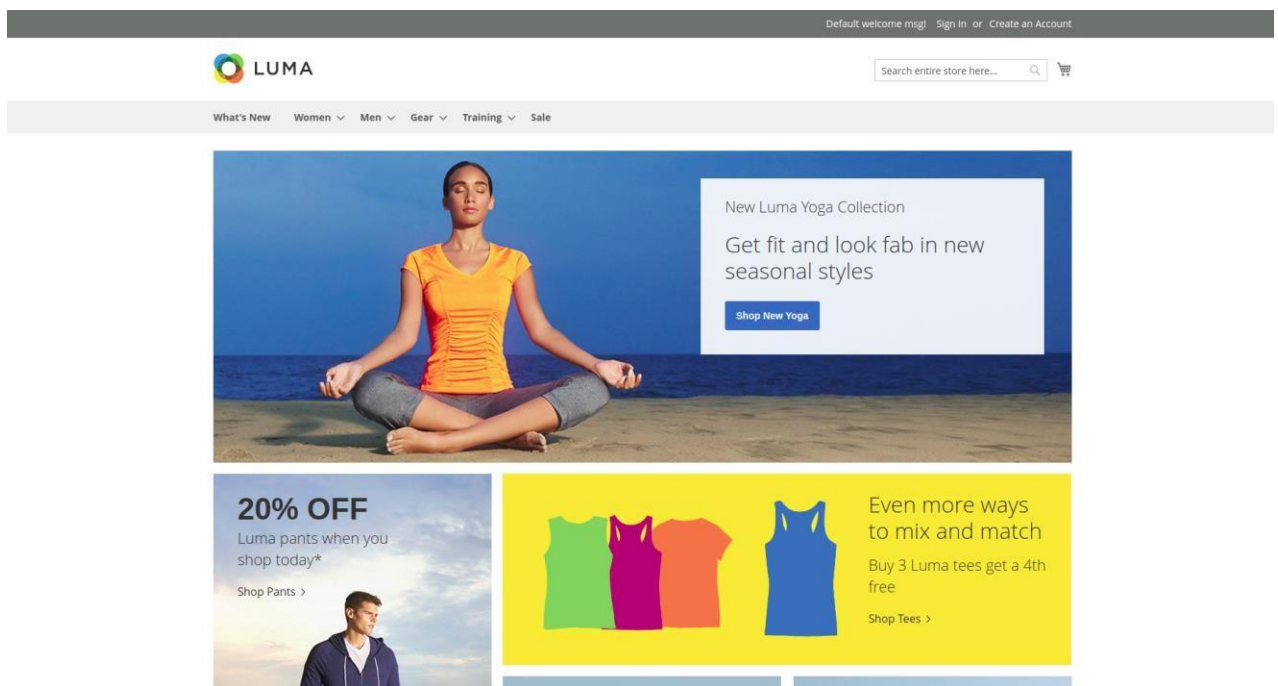 Default welcome msg! Sign In or Create an Account
LUMA
Search entire store here...
What's New Women Men Gear Training Sale
New Luma Yoga Collection
Get fit and look fab in new
seasonal styles
Shop New Yoga
20% OFF
Luma pants when you
shop today*
Shop Pants >
Even more ways
to mix and match
Buy 3 Luma tees get a 4th
free
Shop Tees >